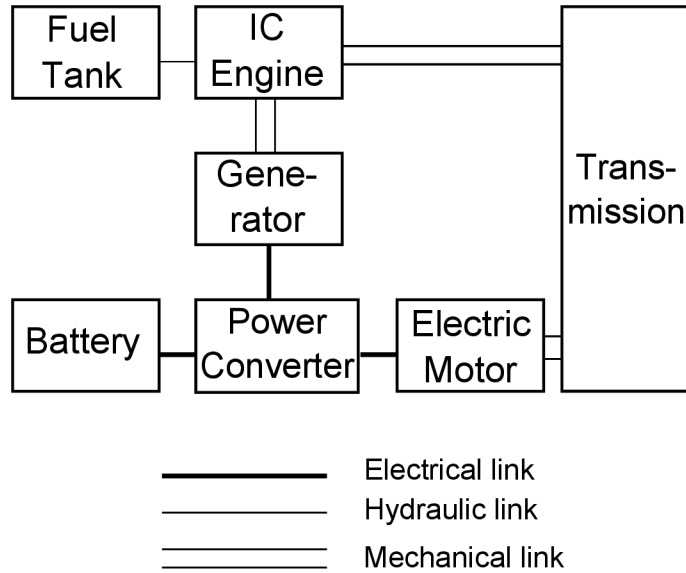 Fuel
Tank
IC
Engine
Gene-
rator
Trans-
mission
Battery
Power
Converter
Electric
Motor
Electrical link
Hydraulic link
Mechanical link